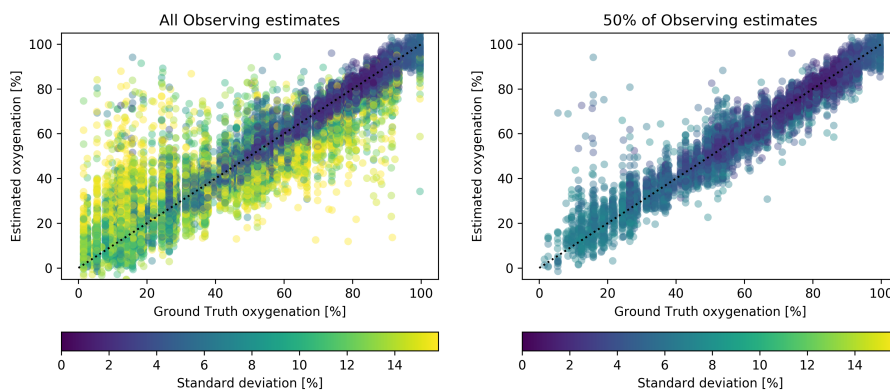 All Observing estimates
50% of Observing estimates
100
80
60
40
20
0
Estimated oxygenation [%]
0 20 40 60 80 100
Ground Truth oxygenation [%]
100
80
60
40
20
0
Estimated oxygenation [%]
0 20 40 60 80 100
Ground Truth oxygenation [%]
0 2 4 6 8 10 12 14
Standard deviation [%]
0 2 4 6 8 10 12 14
Standard deviation [%]